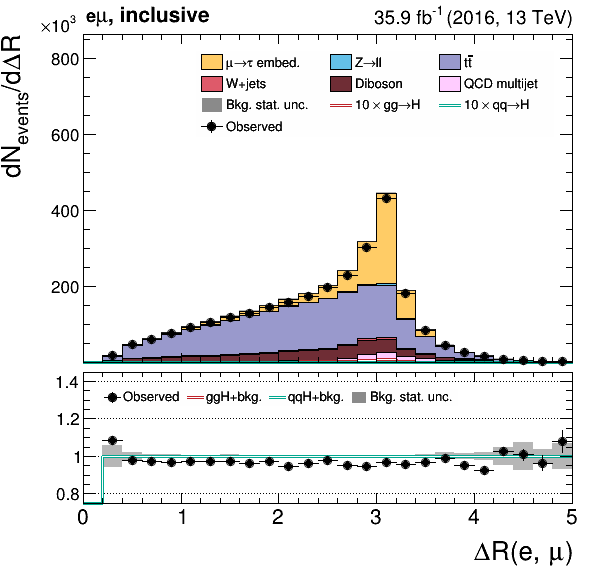 ×10³ eμ, inclusive 35.9 fb⁻¹ (2016, 13 TeV)
dN_events/dΔR
800
600
400
200
μ→τ embed. Z→ll tt̅
W+jets Diboson QCD multijet
Bkg. stat. unc. 10 × gg→H 10 × qq→H
Observed
1.4
1.2
1
0.8
Observed ggH+bkg. qqH+bkg. Bkg. stat. unc.
0 1 2 3 4 5
ΔR(e, μ)